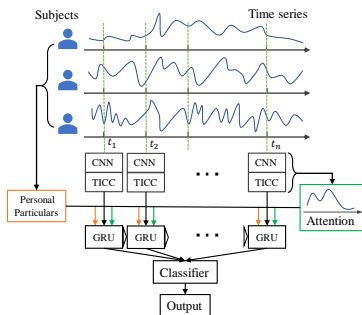 Subjects Time series
t1 t2 tn
CNN CNN ... CNN
TICC TICC TICC
Personal
Particulars
Attention
GRU GRU ... GRU
Classifier
Output